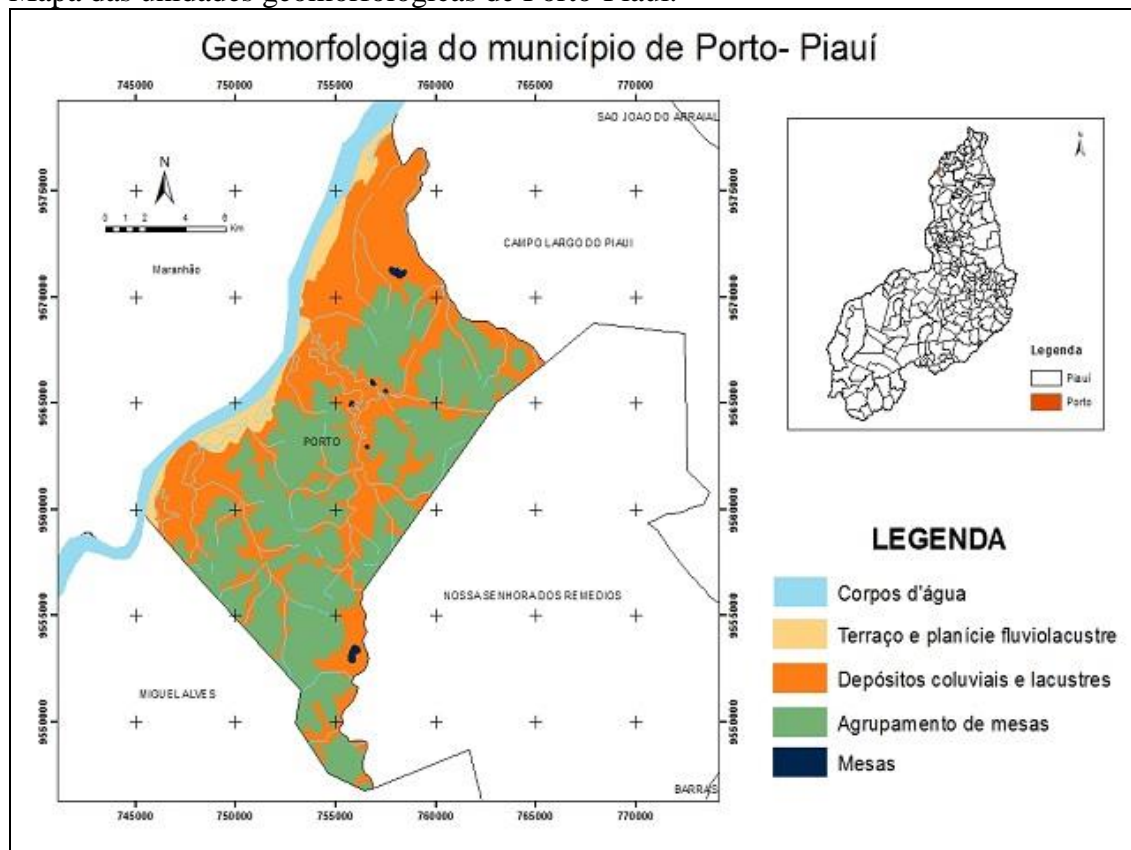 Mapa das unidades geomorfológicas de Porto-Piauí.
Geomorfologia do município de Porto- Piauí
745000 750000 755000 760000 765000 770000
SAO JOAO DO ARRAIAL
N
0 1 2 4 6
Km
Maranhão
CAMPO LARGO DO PIAUI
PORTO
NOSSA SENHORA DOS REMEDIOS
MIGUEL ALVES
BARRAS
9575000
9570000
9565000
9560000
9555000
9550000
9575000
9570000
9565000
9560000
9555000
9550000
745000 750000 755000 760000 765000 770000
N
Legenda
Piauí
Porto
LEGENDA
Corpos d'água
Terraço e planície fluviolacustre
Depósitos coluviais e lacustres
Agrupamento de mesas
Mesas